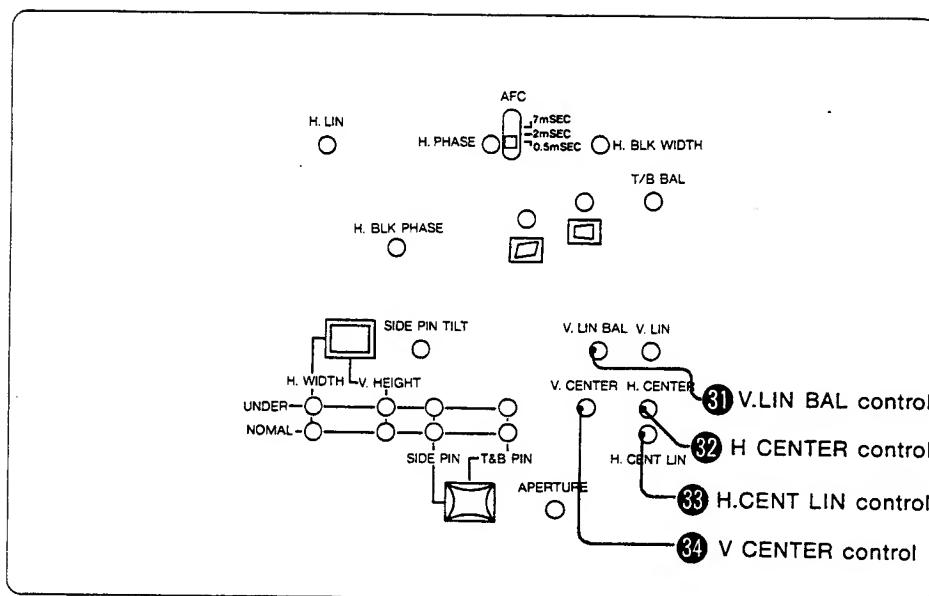 AFC
7mSEC
2mSEC
0.5mSEC
H. LIN
H. PHASE
H. BLK WIDTH
T/B BAL
H. BLK PHASE
SIDE PIN TILT
V. LIN BAL V. LIN
H. WIDTH V. HEIGHT
V. CENTER H. CENTER
UNDER
NOMAL
31 V.LIN BAL control
32 H CENTER control
SIDE PIN T&B PIN
H. CENT LIN
APERTURE
33 H.CENT LIN control
34 V CENTER control